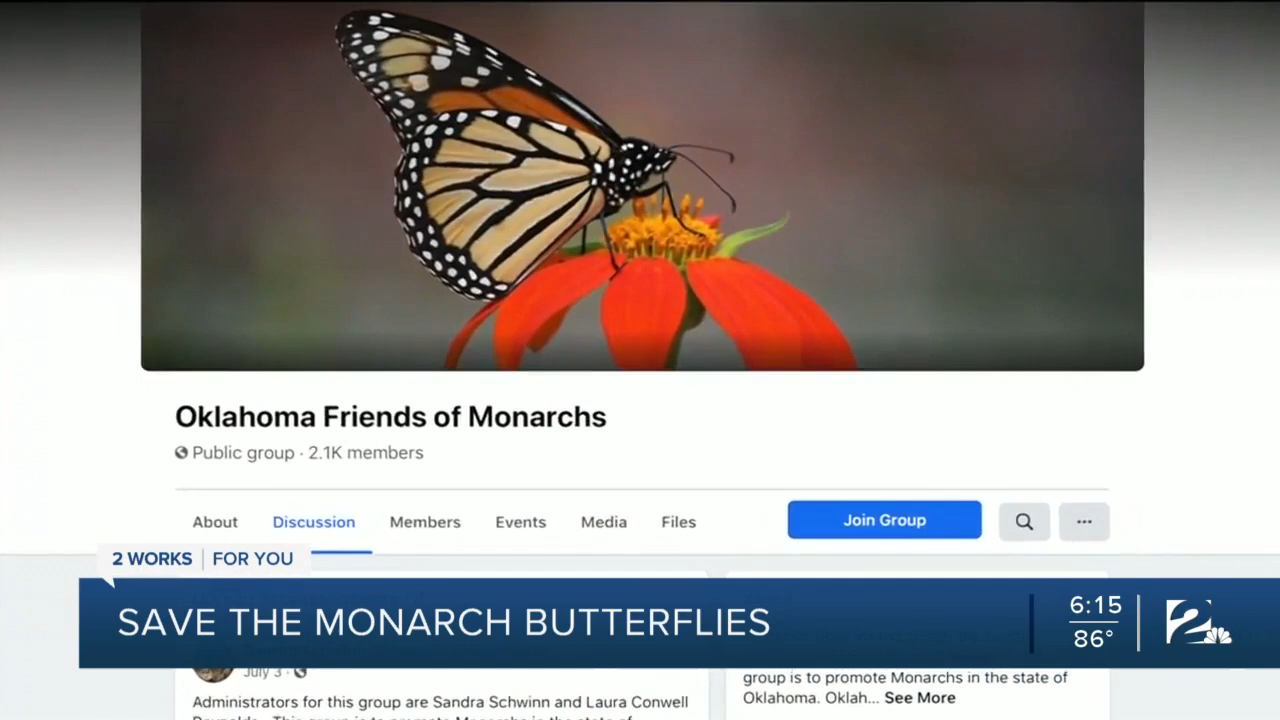 Oklahoma Friends of Monarchs
Public group · 2.1K members
About Discussion Members Events Media Files
Join Group
2 WORKS FOR YOU
SAVE THE MONARCH BUTTERFLIES
6:15
86°
2
July 3 ·
Administrators for this group are Sandra Schwinn and Laura Conwell
group is to promote Monarchs in the state of
Oklahoma. Oklah... See More